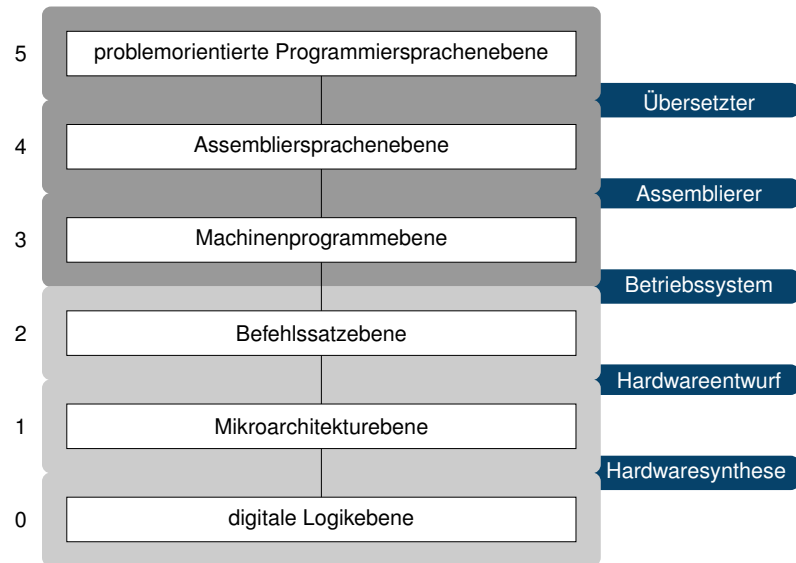 5
problemorientierte Programmiersprachenebene
Übersetzter
4
Assembliersprachenebene
Assemblierer
3
Machinenprogrammebene
Betriebssystem
2
Befehlssatzebene
Hardwareentwurf
1
Mikroarchitekturebene
Hardwaresynthese
0
digitale Logikebene